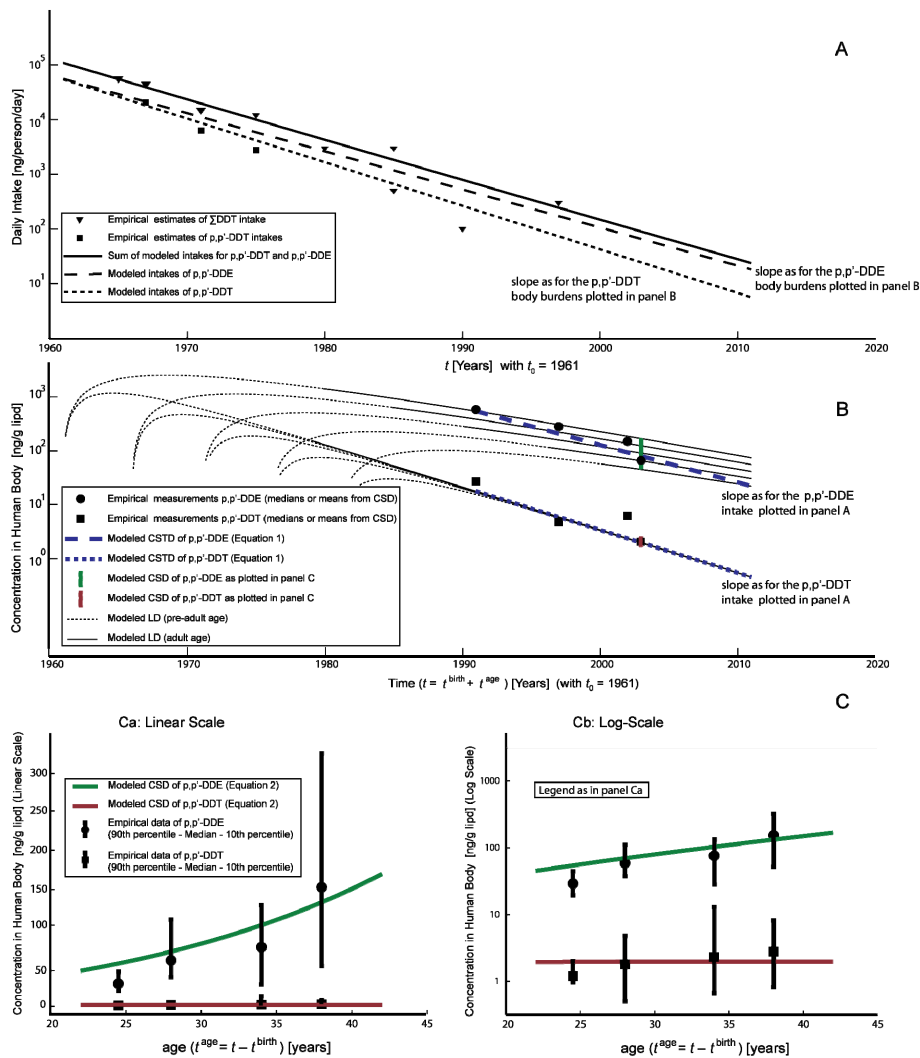 A
Daily Intake [ng/person/day]
10⁵
10⁴
10³
10²
10¹
Empirical estimates of ∑DDT intake
Empirical estimates of p,p'-DDT intakes
Sum of modeled intakes for p,p'-DDT and p,p'-DDE
Modeled intakes of p,p'-DDE
Modeled intakes of p,p'-DDT
slope as for the p,p'-DDT
body burdens plotted in panel B
slope as for the p,p'-DDE
body burdens plotted in panel B
1960 1970 1980 1990 2000 2010 2020
t [Years] with t₀ = 1961
B
Concentration in Human Body [ng/g lipd]
10³
10²
10¹
10⁰
Empirical measurements p,p'-DDE (medians or means from CSD)
Empirical measurements p,p'-DDT (medians or means from CSD)
Modeled CSTD of p,p'-DDE (Equation 1)
Modeled CSTD of p,p'-DDT (Equation 1)
Modeled CSD of p,p'-DDE as plotted in panel C
Modeled CSD of p,p'-DDT as plotted in panel C
Modeled LD (pre-adult age)
Modeled LD (adult age)
slope as for the p,p'-DDE
intake plotted in panel A
slope as for the p,p'-DDT
intake plotted in panel A
1960 1970 1980 1990 2000 2010 2020
Time (t = t^birth + t^age) [Years] (with t₀ = 1961)
C
Ca: Linear Scale
Concentration in Human Body [ng/g lipd] (Linear Scale)
300
250
200
150
100
50
0
Modeled CSD of p,p'-DDE (Equation 2)
Modeled CSD of p,p'-DDT (Equation 2)
Empirical data of p,p'-DDE
(90th percentile - Median - 10th percentile)
Empirical data of p,p'-DDT
(90th percentile - Median - 10th percentile)
20 25 30 35 40 45
age (t^age = t – t^birth) [years]
Cb: Log-Scale
Concentration in Human Body [ng/g lipd] (Log Scale)
1000
100
10
1
Legend as in panel Ca
20 25 30 35 40 45
age (t^age = t – t^birth) [years]